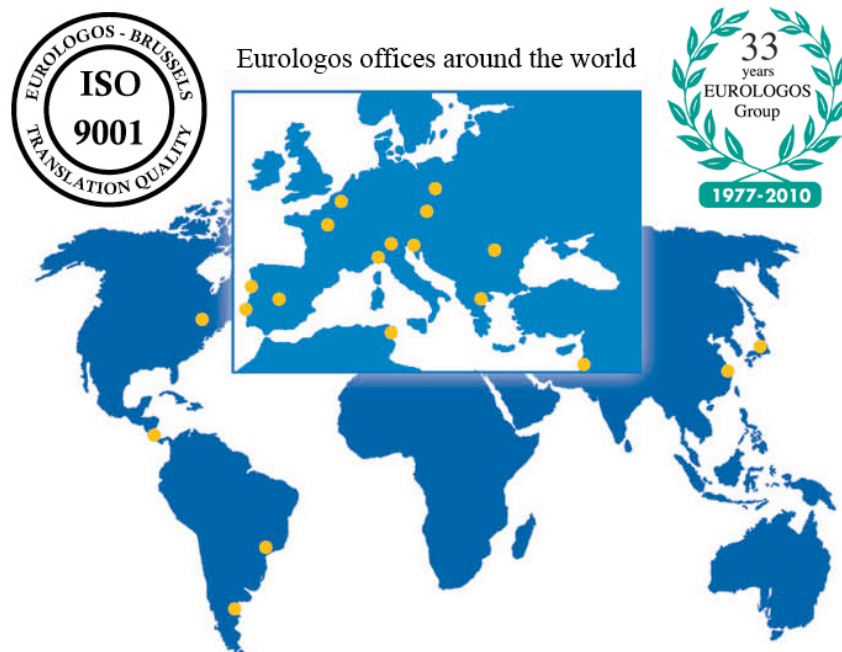 EUROLOGOS - BRUSSELS
ISO
9001
TRANSLATION QUALITY
Eurologos offices around the world
33
years
EUROLOGOS
Group
1977-2010